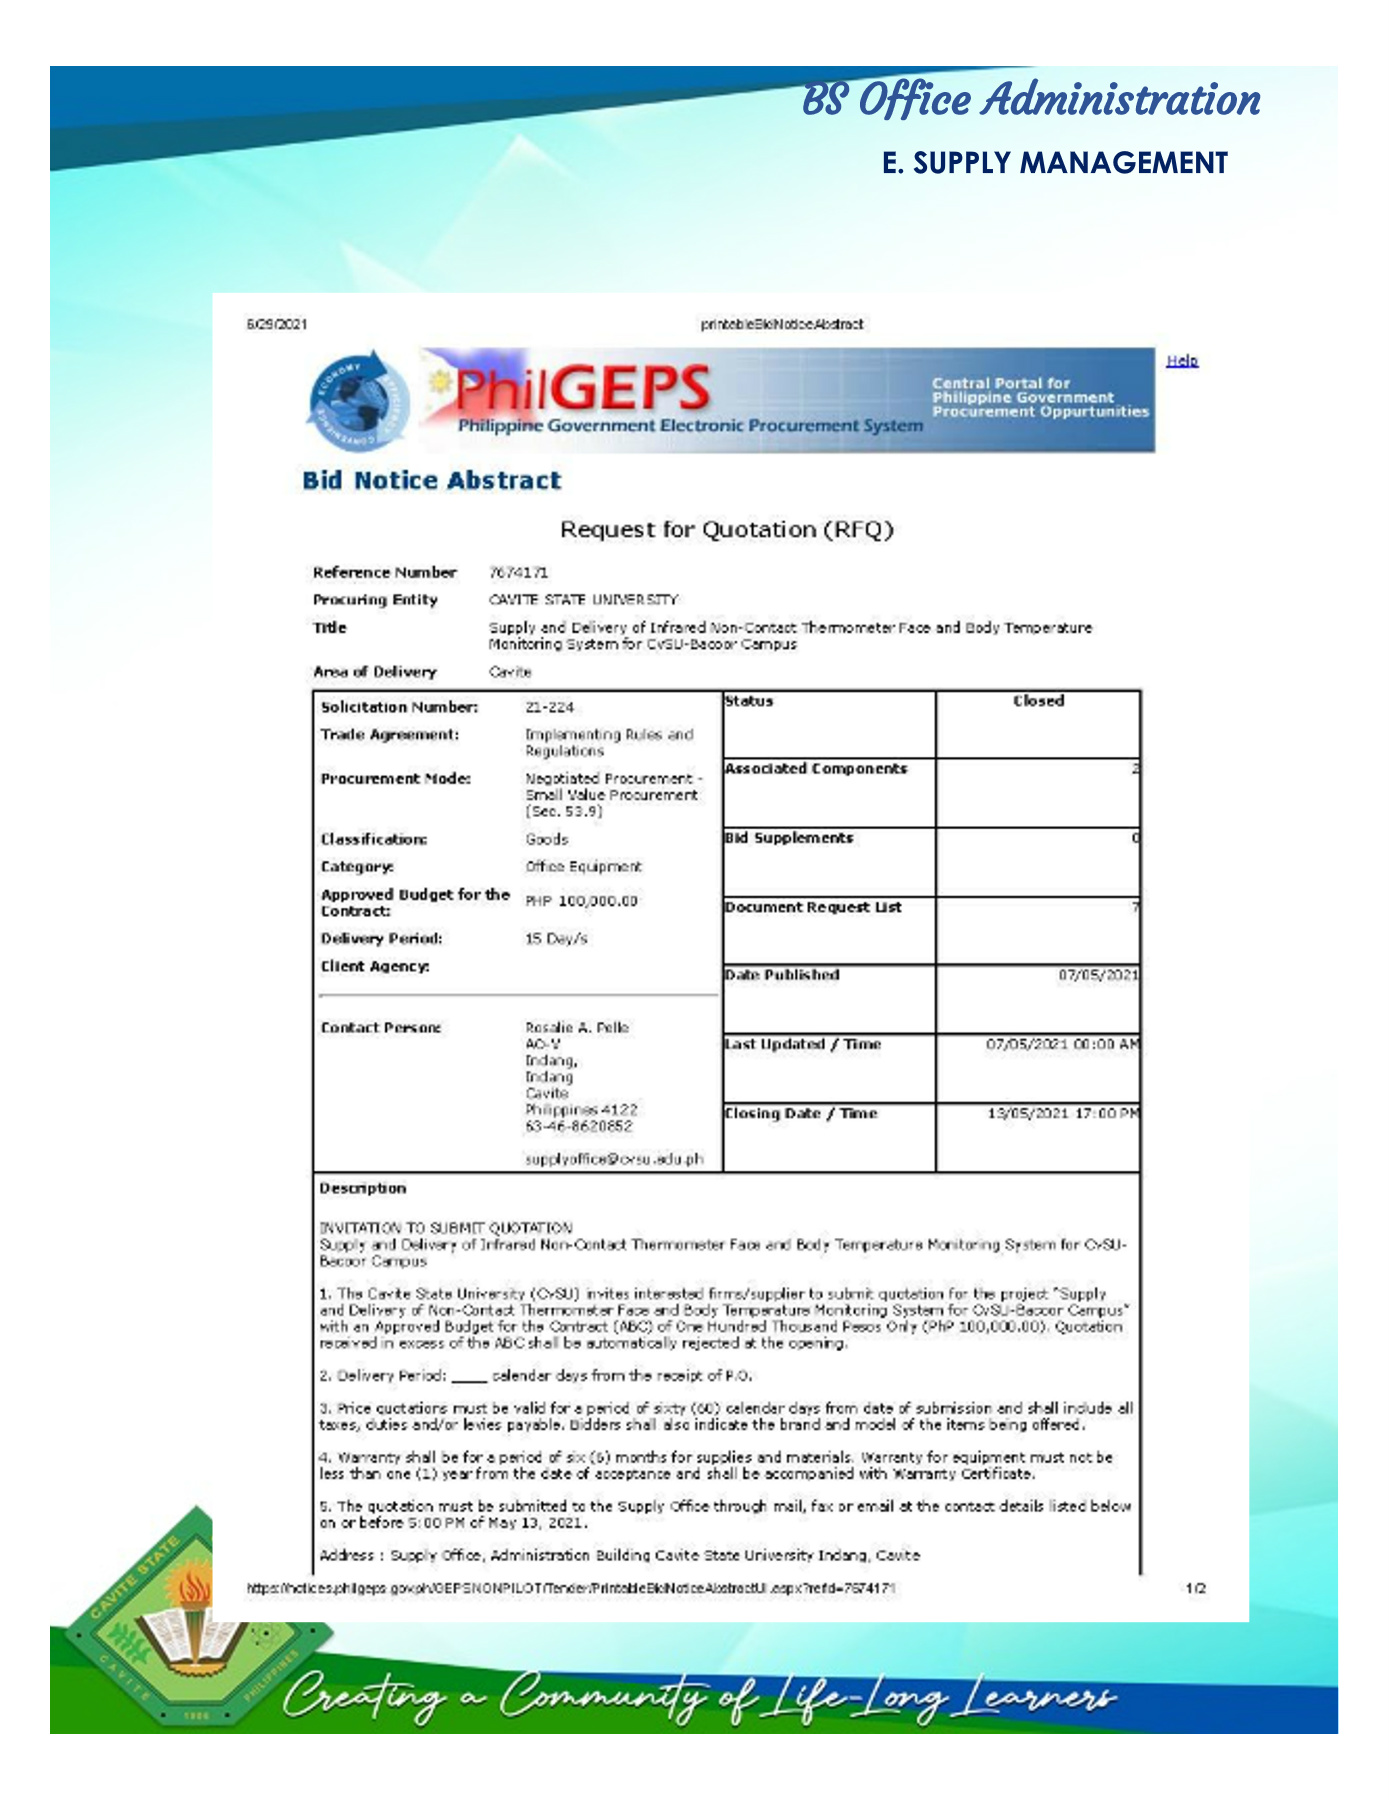 BS Office Administration
E. SUPPLY MANAGEMENT
6/29/2021
printableBidNoticeAbstract
Help
ECONOMY
EFFICIENCY
CONVENIENCE
PhilGEPS
Philippine Government Electronic Procurement System
Central Portal for
Philippine Government
Procurement Oppurtunities
Bid Notice Abstract
Request for Quotation (RFQ)
Reference Number 7674171
Procuring Entity CAVITE STATE UNIVERSITY
Title Supply and Delivery of Infrared Non-Contact Thermometer Face and Body Temperature
Monitoring System for CvSU-Bacoor Campus
Area of Delivery Cavite
Solicitation Number: 21-224
Trade Agreement: Implementing Rules and
Regulations
Procurement Mode: Negotiated Procurement -
Small Value Procurement
(Sec. 53.9)
Classification: Goods
Category: Office Equipment
Approved Budget for the
Contract: PHP 100,000.00
Delivery Period: 15 Day/s
Client Agency:
Contact Person: Rosalie A. Pelle
AO-V
Indang,
Indang
Cavite
Philippines 4122
63-46-8620852
supplyoffice@cvsu.edu.ph
Status Closed
Associated Components 2
Bid Supplements 0
Document Request List 7
Date Published 07/05/2021
Last Updated / Time 07/05/2021 00:00 AM
Closing Date / Time 13/05/2021 17:00 PM
Description
INVITATION TO SUBMIT QUOTATION
Supply and Delivery of Infrared Non-Contact Thermometer Face and Body Temperature Monitoring System for CvSU-
Bacoor Campus
1. The Cavite State University (CvSU) invites interested firms/supplier to submit quotation for the project "Supply
and Delivery of Non-Contact Thermometer Face and Body Temperature Monitoring System for CvSU-Bacoor Campus"
with an Approved Budget for the Contract (ABC) of One Hundred Thousand Pesos Only (PhP 100,000.00). Quotation
received in excess of the ABC shall be automatically rejected at the opening.
2. Delivery Period: _____ calendar days from the receipt of P.O.
3. Price quotations must be valid for a period of sixty (60) calendar days from date of submission and shall include all
taxes, duties and/or levies payable. Bidders shall also indicate the brand and model of the items being offered.
4. Warranty shall be for a period of six (6) months for supplies and materials. Warranty for equipment must not be
less than one (1) year from the date of acceptance and shall be accompanied with Warranty Certificate.
5. The quotation must be submitted to the Supply Office through mail, fax or email at the contact details listed below
on or before 5:00 PM of May 13, 2021.
Address : Supply Office, Administration Building Cavite State University Indang, Cavite
https://notices.philgeps.gov.ph/GEPSNONPILOT/Tender/PrintableBidNoticeAbstractUI.aspx?refid=7674171
1/2
CAVITE STATE
CAVITE
1906
PHILIPPINES
Creating a Community of Life-Long Learners